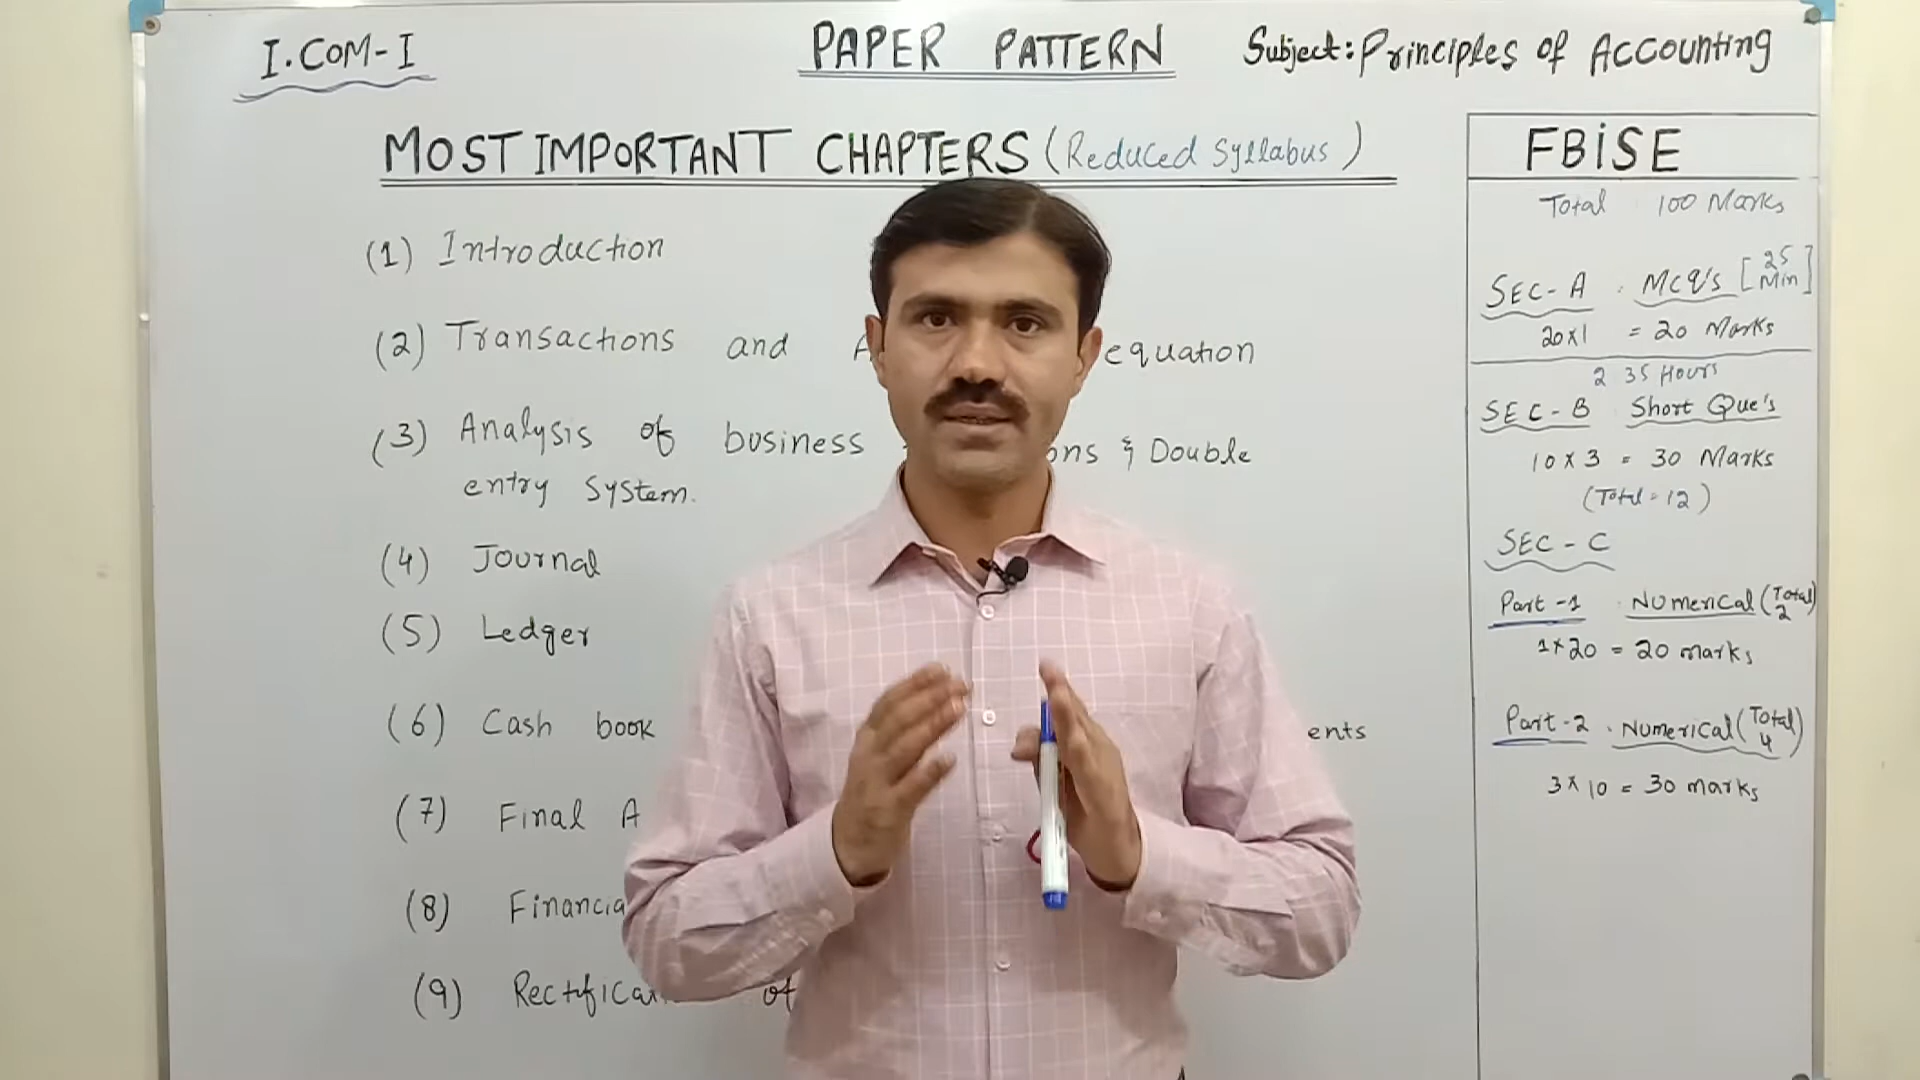 I.COM-I
PAPER PATTERN
Subject: Principles of Accounting
MOST IMPORTANT CHAPTERS (Reduced Syllabus)
(1) Introduction
(2) Transactions and equation
(3) Analysis of business & Double
entry System.
(4) Journal
(5) Ledger
(6) Cash book
(7) Final
(8)
(9) of
FBiSE
Total 100 Marks
SEC-A . MCQ's [25 Min]
20x1 = 20 Marks
2 35 Hours
SEC-B Short Que's
10 x 3 = 30 Marks
(Total = 12)
SEC-C
Part-1 . Numerical (Total 2)
1x20 = 20 marks
Part-2 . Numerical (Total 4)
3x10 = 30 marks